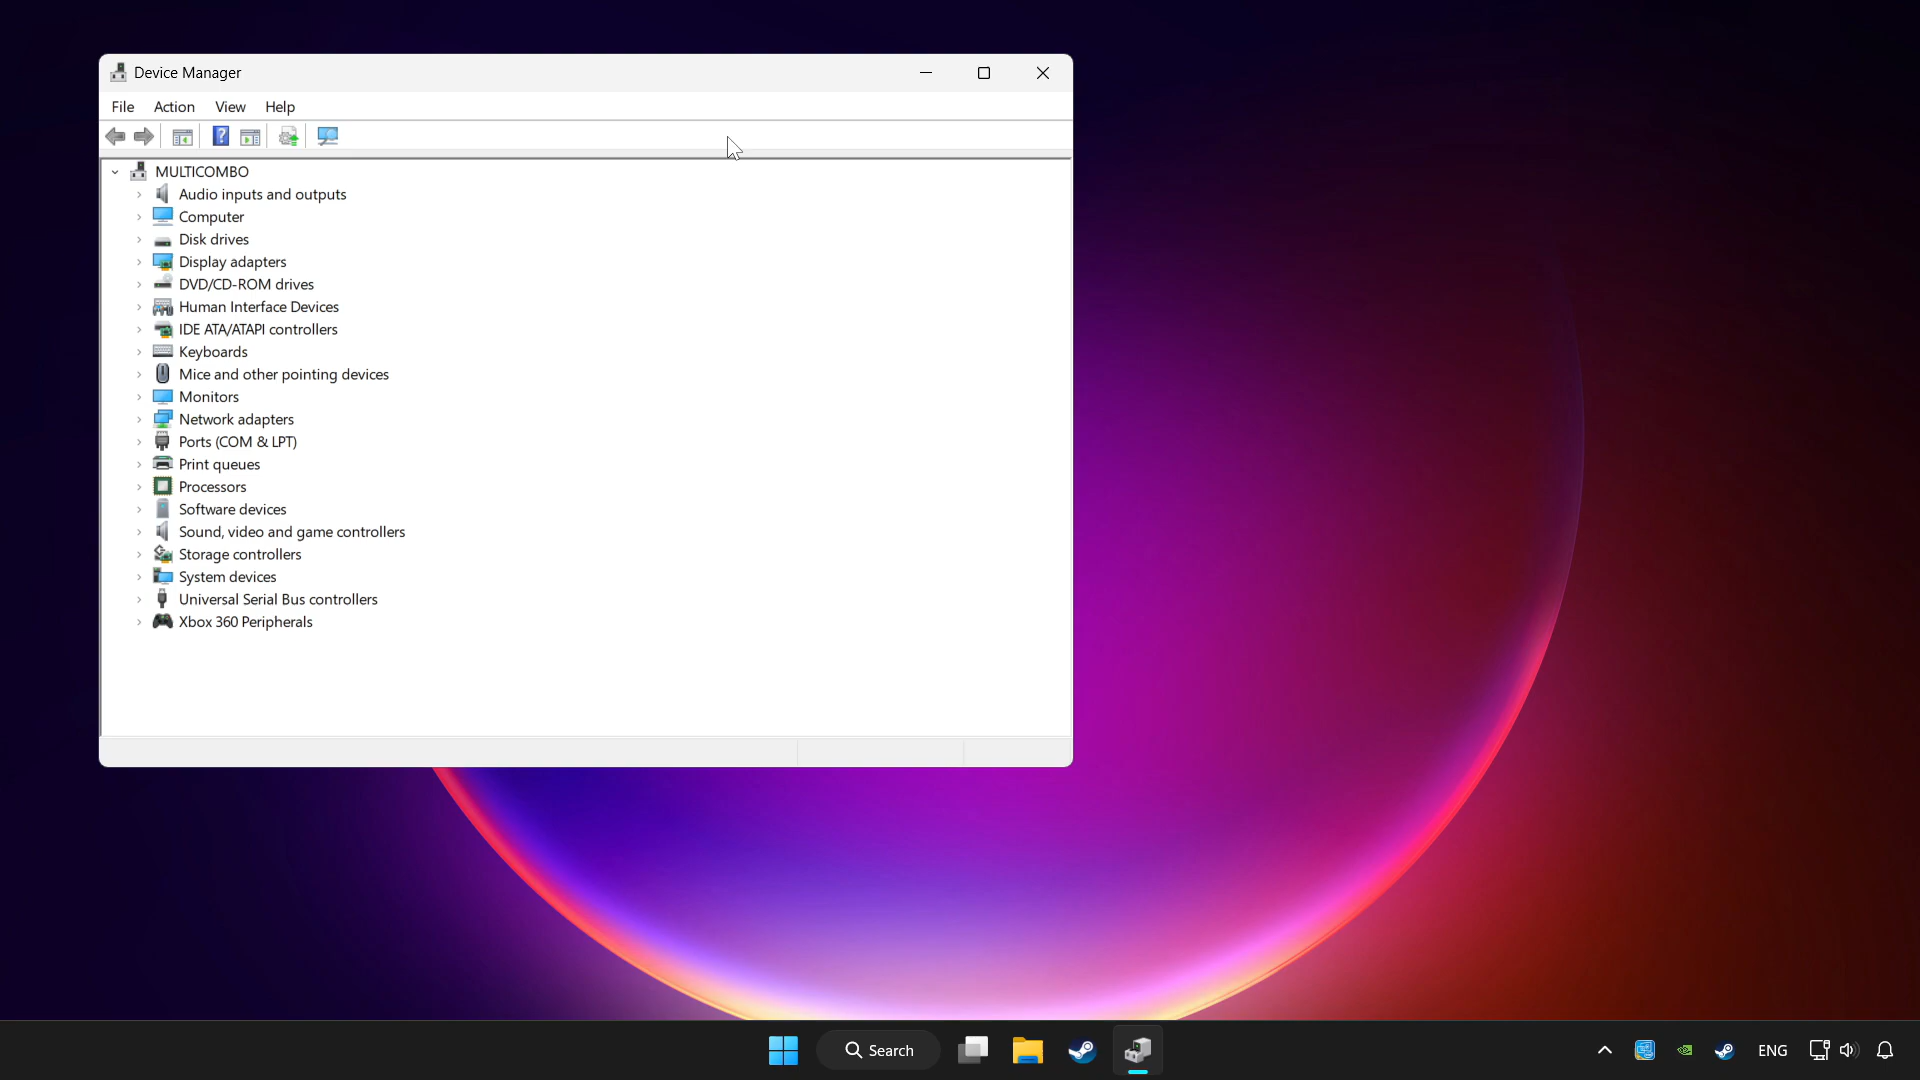 Device Manager
File Action View Help
MULTICOMBO
Audio inputs and outputs
Computer
Disk drives
Display adapters
DVD/CD-ROM drives
Human Interface Devices
IDE ATA/ATAPI controllers
Keyboards
Mice and other pointing devices
Monitors
Network adapters
Ports (COM & LPT)
Print queues
Processors
Software devices
Sound, video and game controllers
Storage controllers
System devices
Universal Serial Bus controllers
Xbox 360 Peripherals
Search
ENG